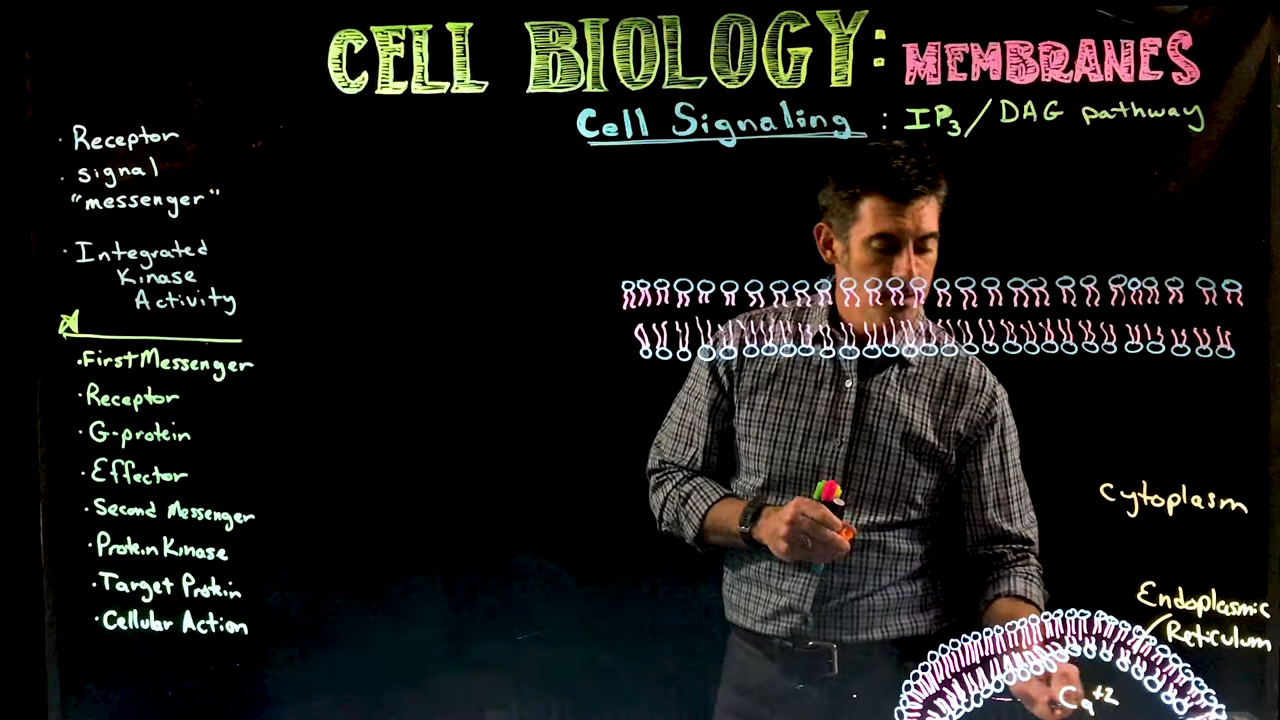 CELL BIOLOGY: MEMBRANES
Cell Signaling : IP₃/DAG pathway
· Receptor
· signal
"messenger"
· Integrated
Kinase
Activity
· First Messenger
· Receptor
· G-protein
· Effector
· Second Messenger
· Protein Kinase
· Target Protein
· Cellular Action
Cytoplasm
Endoplasmic
Reticulum
Ca⁺²